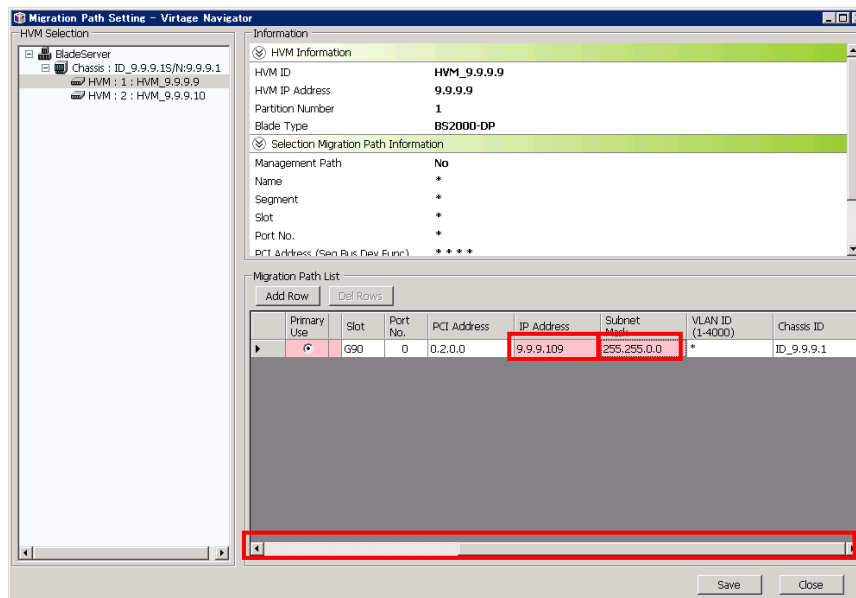 Migration Path Setting - Virtage Navigator
HVM Selection
BladeServer
Chassis : ID_9.9.9.1S/N:9.9.9.1
HVM : 1 : HVM_9.9.9.9
HVM : 2 : HVM_9.9.9.10
Information
HVM Information
HVM ID HVM_9.9.9.9
HVM IP Address 9.9.9.9
Partition Number 1
Blade Type BS2000-DP
Selection Migration Path Information
Management Path No
Name *
Segment *
Slot *
Port No. *
PCI Address (Seg Bus Dev Func) * * * *
Migration Path List
Add Row Del Rows
Primary Use Slot Port No. PCI Address IP Address Subnet Mask VLAN ID (1-4000) Chassis ID
G90 0 0.2.0.0 9.9.9.109 255.255.0.0 * ID_9.9.9.1
Save Close